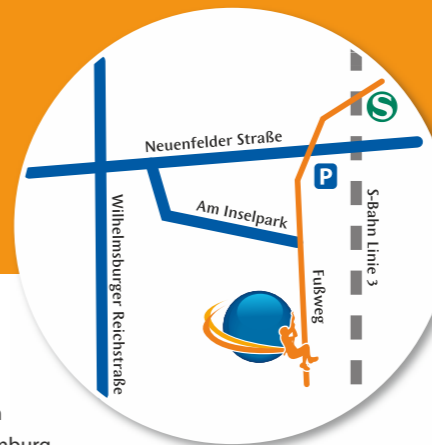 Neuenfelder Straße
P
S
Am Inselpark
Wilhelmsburger Reichstraße
Fußweg
S-Bahn Linie 3